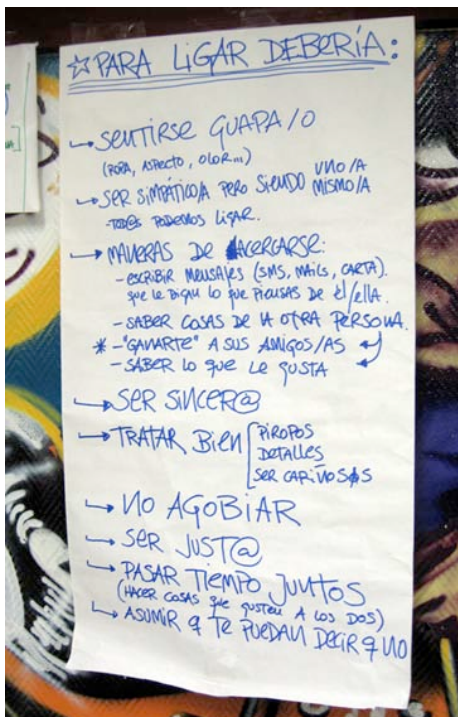 ☆ PARA LIGAR DEBERÍA:
→ SENTIRSE GUAPA/O
(ROPA, ASPECTO, OLOR...)
→ SER SIMPÁTICO/A PERO SIENDO UNO/A MISMO/A
- TOD@S PODEMOS LIGAR.
→ MANERAS DE ACERCARSE:
- ESCRIBIR MENSAJES (SMS, MAILS, CARTA).
QUE LE DIGAN LO QUE PIENSAS DE ÉL/ELLA.
- SABER COSAS DE LA OTRA PERSONA.
* - "GANARTE" A SUS AMIGOS/AS
- SABER LO QUE LE GUSTA
→ SER SINCER@
→ TRATAR BIEN [ PIROPOS
DETALLES
SER CARIÑOS@S
→ NO AGOBIAR
→ SER JUST@
→ PASAR TIEMPO JUNTOS
(HACER COSAS QUE GUSTEN A LOS DOS)
→ ASUMIR q TE PUEDAN DECIR q NO